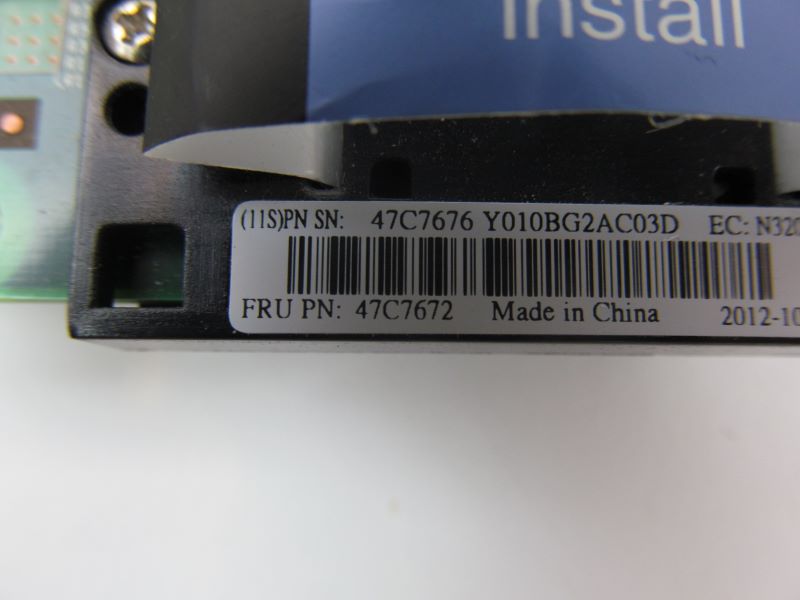 Install
(11S)PN SN: 47C7676 Y010BG2AC03D EC: N320
FRU PN: 47C7672 Made in China 2012-10